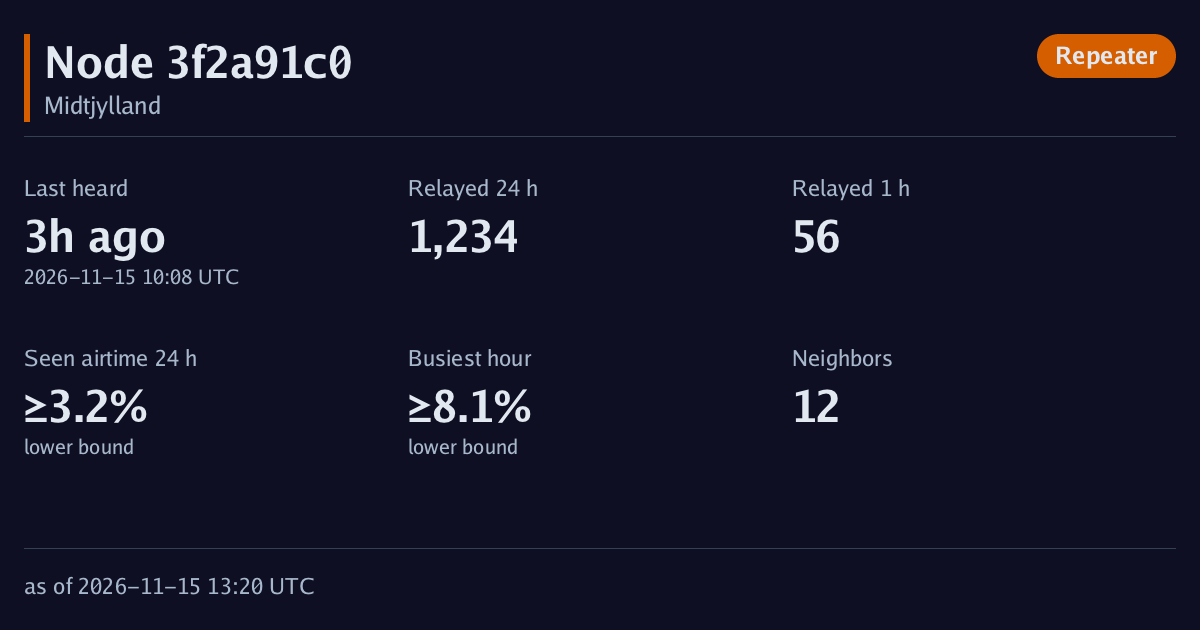 Node 3f2a91c0
Repeater
Midtjylland
Last heard
3h ago
2026-11-15 10:08 UTC
Relayed 24 h
1,234
Relayed 1 h
56
Seen airtime 24 h
≥3.2%
lower bound
Busiest hour
≥8.1%
lower bound
Neighbors
12
as of 2026-11-15 13:20 UTC